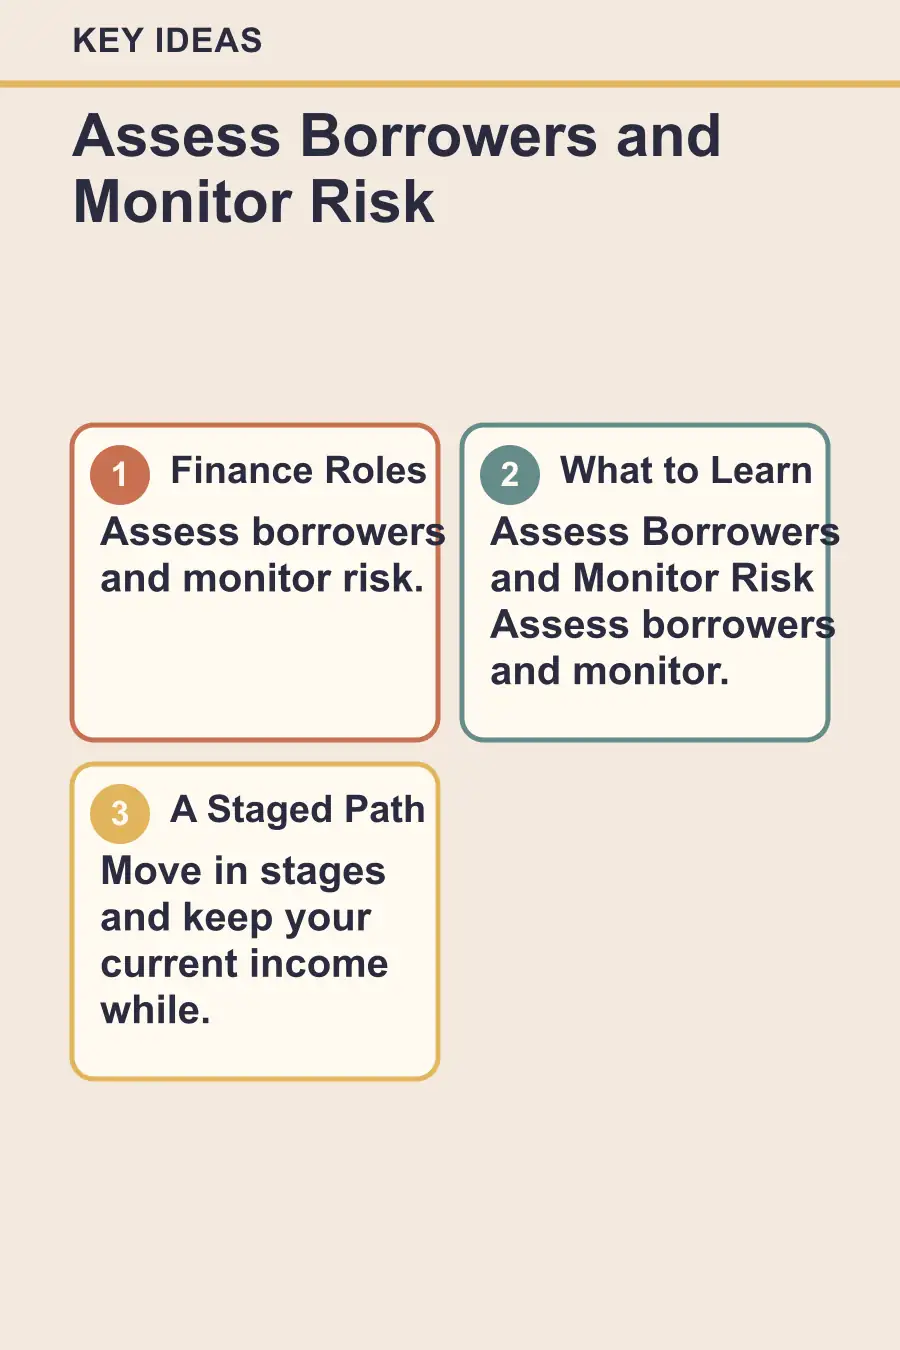 KEY IDEAS
Assess Borrowers and
Monitor Risk
1 Finance Roles
Assess borrowers
and monitor risk.
2 What to Learn
Assess Borrowers
and Monitor Risk
Assess borrowers
and monitor.
3 A Staged Path
Move in stages
and keep your
current income
while.